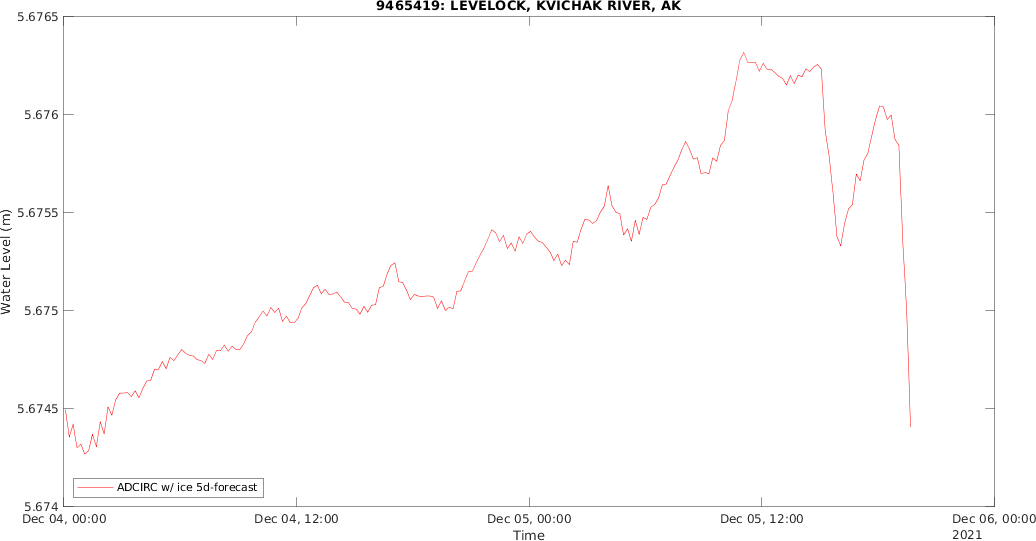 9465419: LEVELOCK, KVICHAK RIVER, AK
5.6765
5.676
5.6755
5.675
5.6745
5.674
Water Level (m)
ADCIRC w/ ice 5d-forecast
Dec 04, 00:00 Dec 04, 12:00 Dec 05, 00:00 Dec 05, 12:00 Dec 06, 00:00
Time
2021